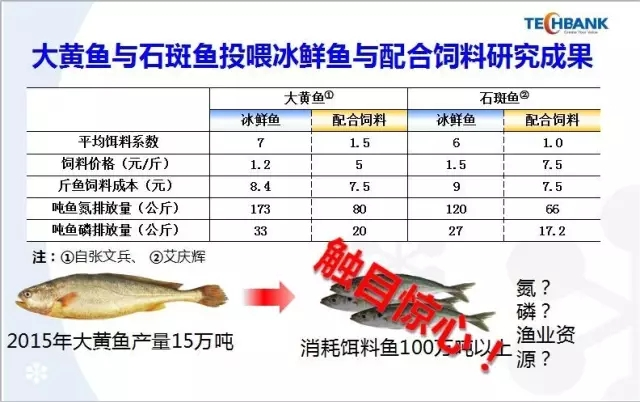 TECHBANK
Create Your Value
大黄鱼与石斑鱼投喂冰鲜鱼与配合饲料研究成果
大黄鱼① 石斑鱼②
冰鲜鱼 配合饲料 冰鲜鱼 配合饲料
平均饵料系数 7 1.5 6 1.0
饲料价格（元/斤） 1.2 5 1.5 7.5
斤鱼饲料成本（元） 8.4 7.5 9 7.5
吨鱼氮排放量（公斤） 173 80 120 66
吨鱼磷排放量（公斤） 33 20 27 17.2
注：①自张文兵、②艾庆辉
触目惊心！
氮？
磷？
渔业资
源？
2015年大黄鱼产量15万吨
消耗饵料鱼100万吨以上